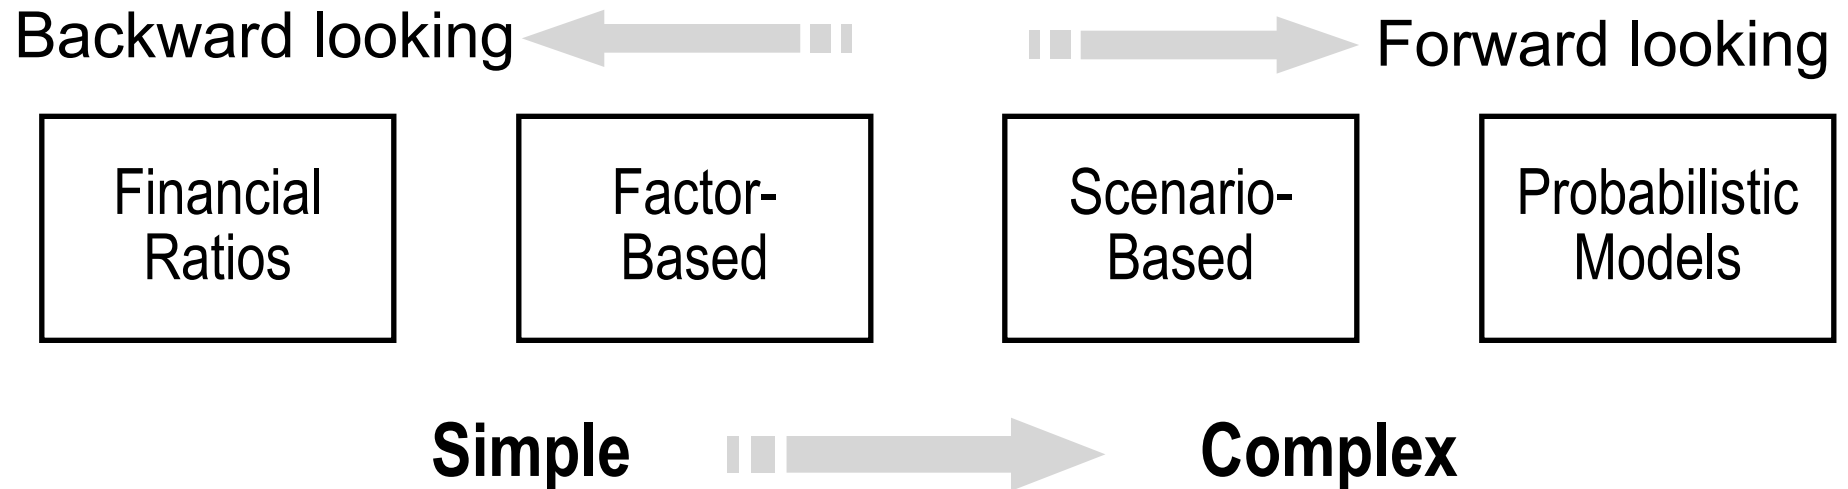 Backward looking
Forward looking
Financial
Ratios
Factor-
Based
Scenario-
Based
Probabilistic
Models
Simple
Complex